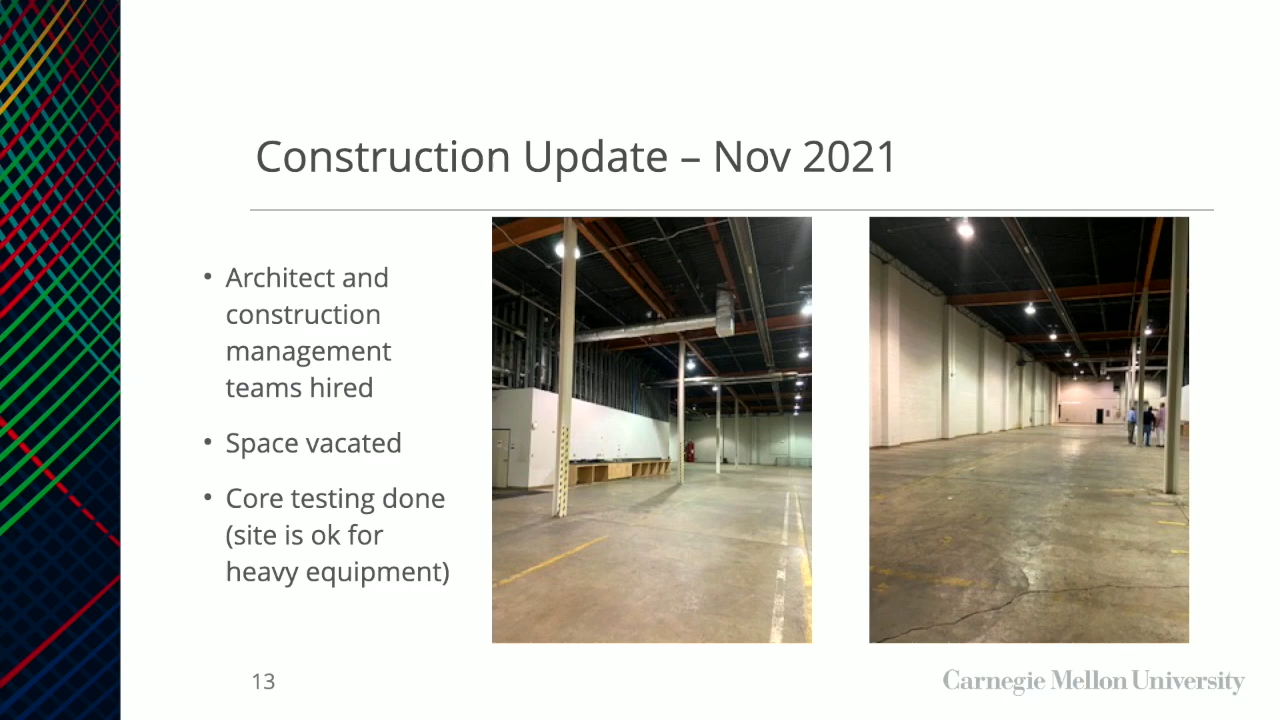 Construction Update – Nov 2021
• Architect and
construction
management
teams hired
• Space vacated
• Core testing done
(site is ok for
heavy equipment)
13
Carnegie Mellon University